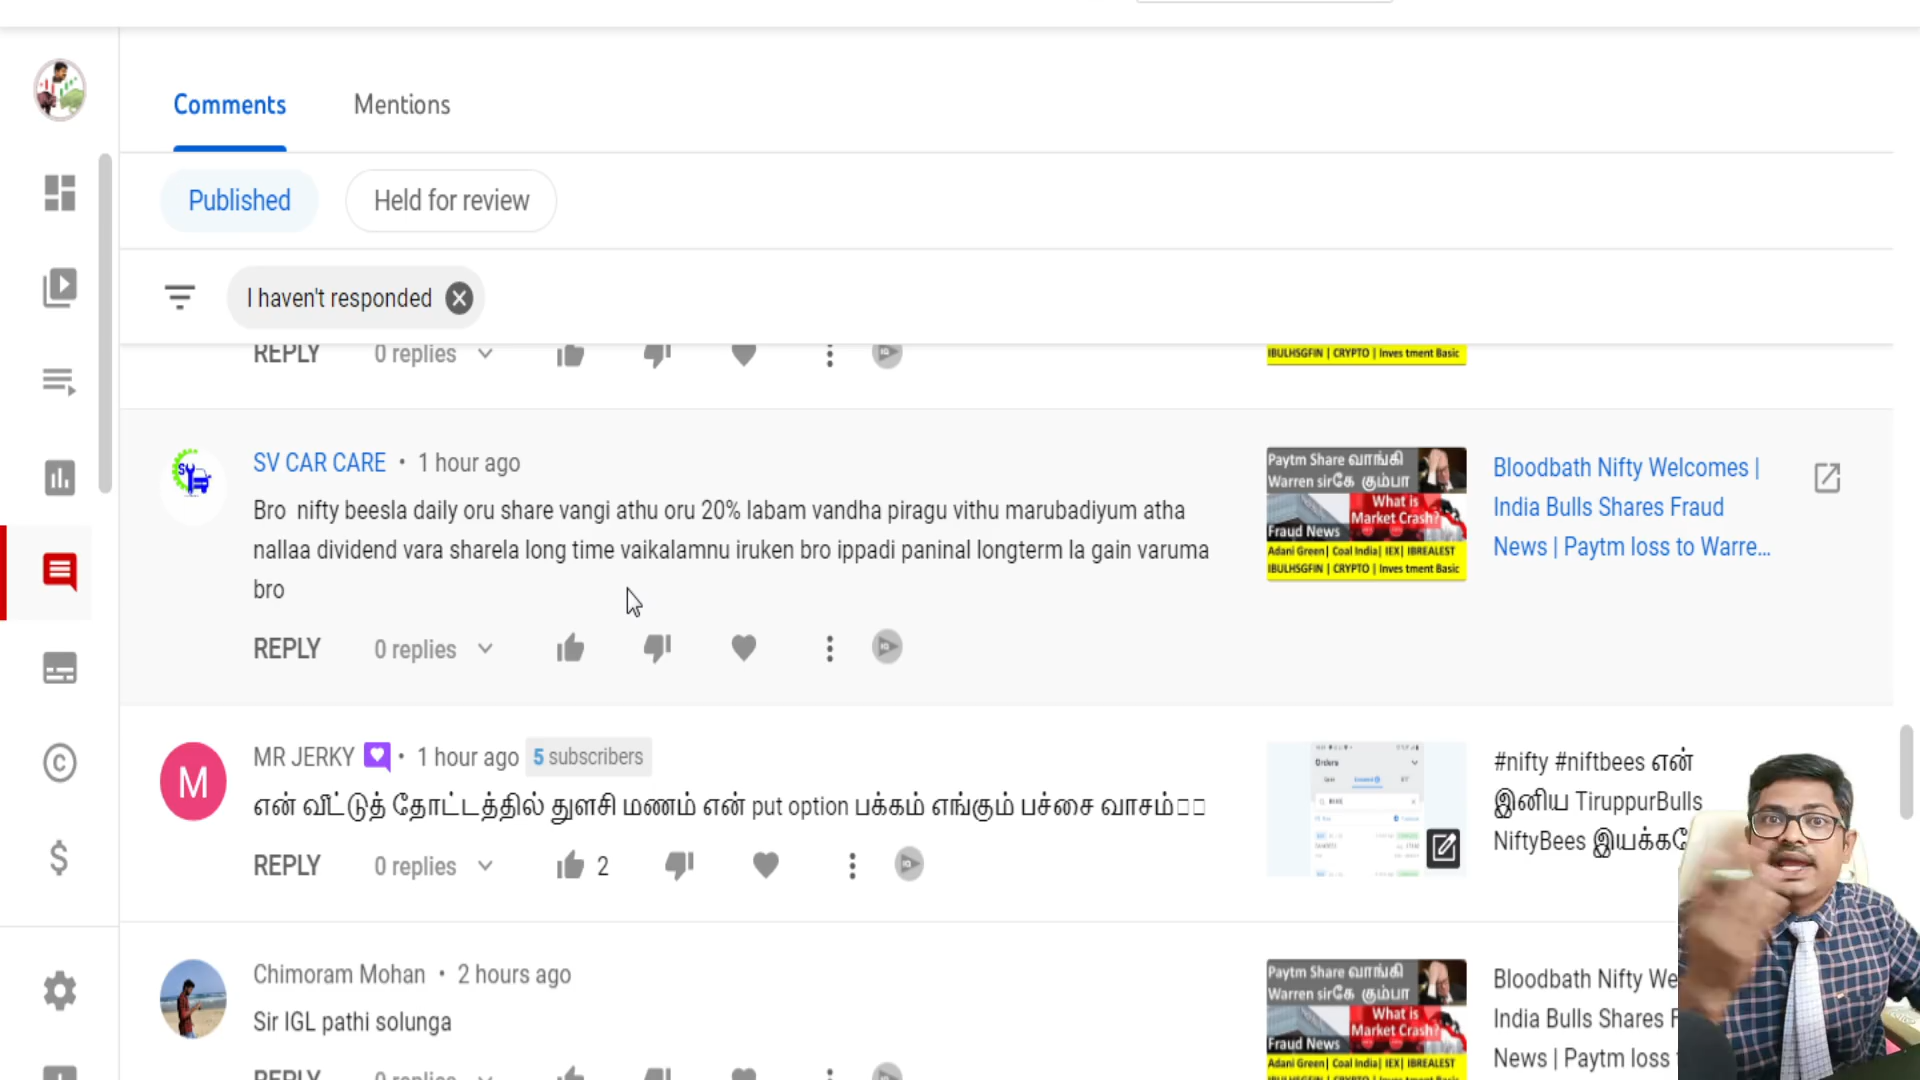 Comments Mentions
Published Held for review
I haven't responded
REPLY 0 replies
IBULHSGFIN | CRYPTO | Inves tment Basic
SV CAR CARE • 1 hour ago
Bro nifty beesla daily oru share vangi athu oru 20% labam vandha piragu vithu marubadiyum atha
nallaa dividend vara sharela long time vaikalamnu iruken bro ippadi paninal longterm la gain varuma
bro
REPLY 0 replies
Paytm Share வாங்கி
Warren sirகே கும்பா
What is
Market Crash?
Fraud News
Adani Green| Coal India| IEX| IBREALEST
IBULHSGFIN | CRYPTO | Inves tment Basic
Bloodbath Nifty Welcomes |
India Bulls Shares Fraud
News | Paytm loss to Warre...
M
MR JERKY • 1 hour ago 5 subscribers
என் வீட்டுத் தோட்டத்தில் துளசி மணம் என் put option பக்கம் எங்கும் பச்சை வாசம்
REPLY 0 replies 2
Orders
#nifty #niftbees என்
இனிய TiruppurBulls
NiftyBees
Chimoram Mohan • 2 hours ago
Sir IGL pathi solunga
REPLY 0 replies
Paytm Share வாங்கி
Warren sirகே கும்பா
What is
Market Crash?
Fraud News
Adani Green| Coal India| IEX| IBREALEST
Bloodbath Nifty We
India Bulls Shares F
News | Paytm loss